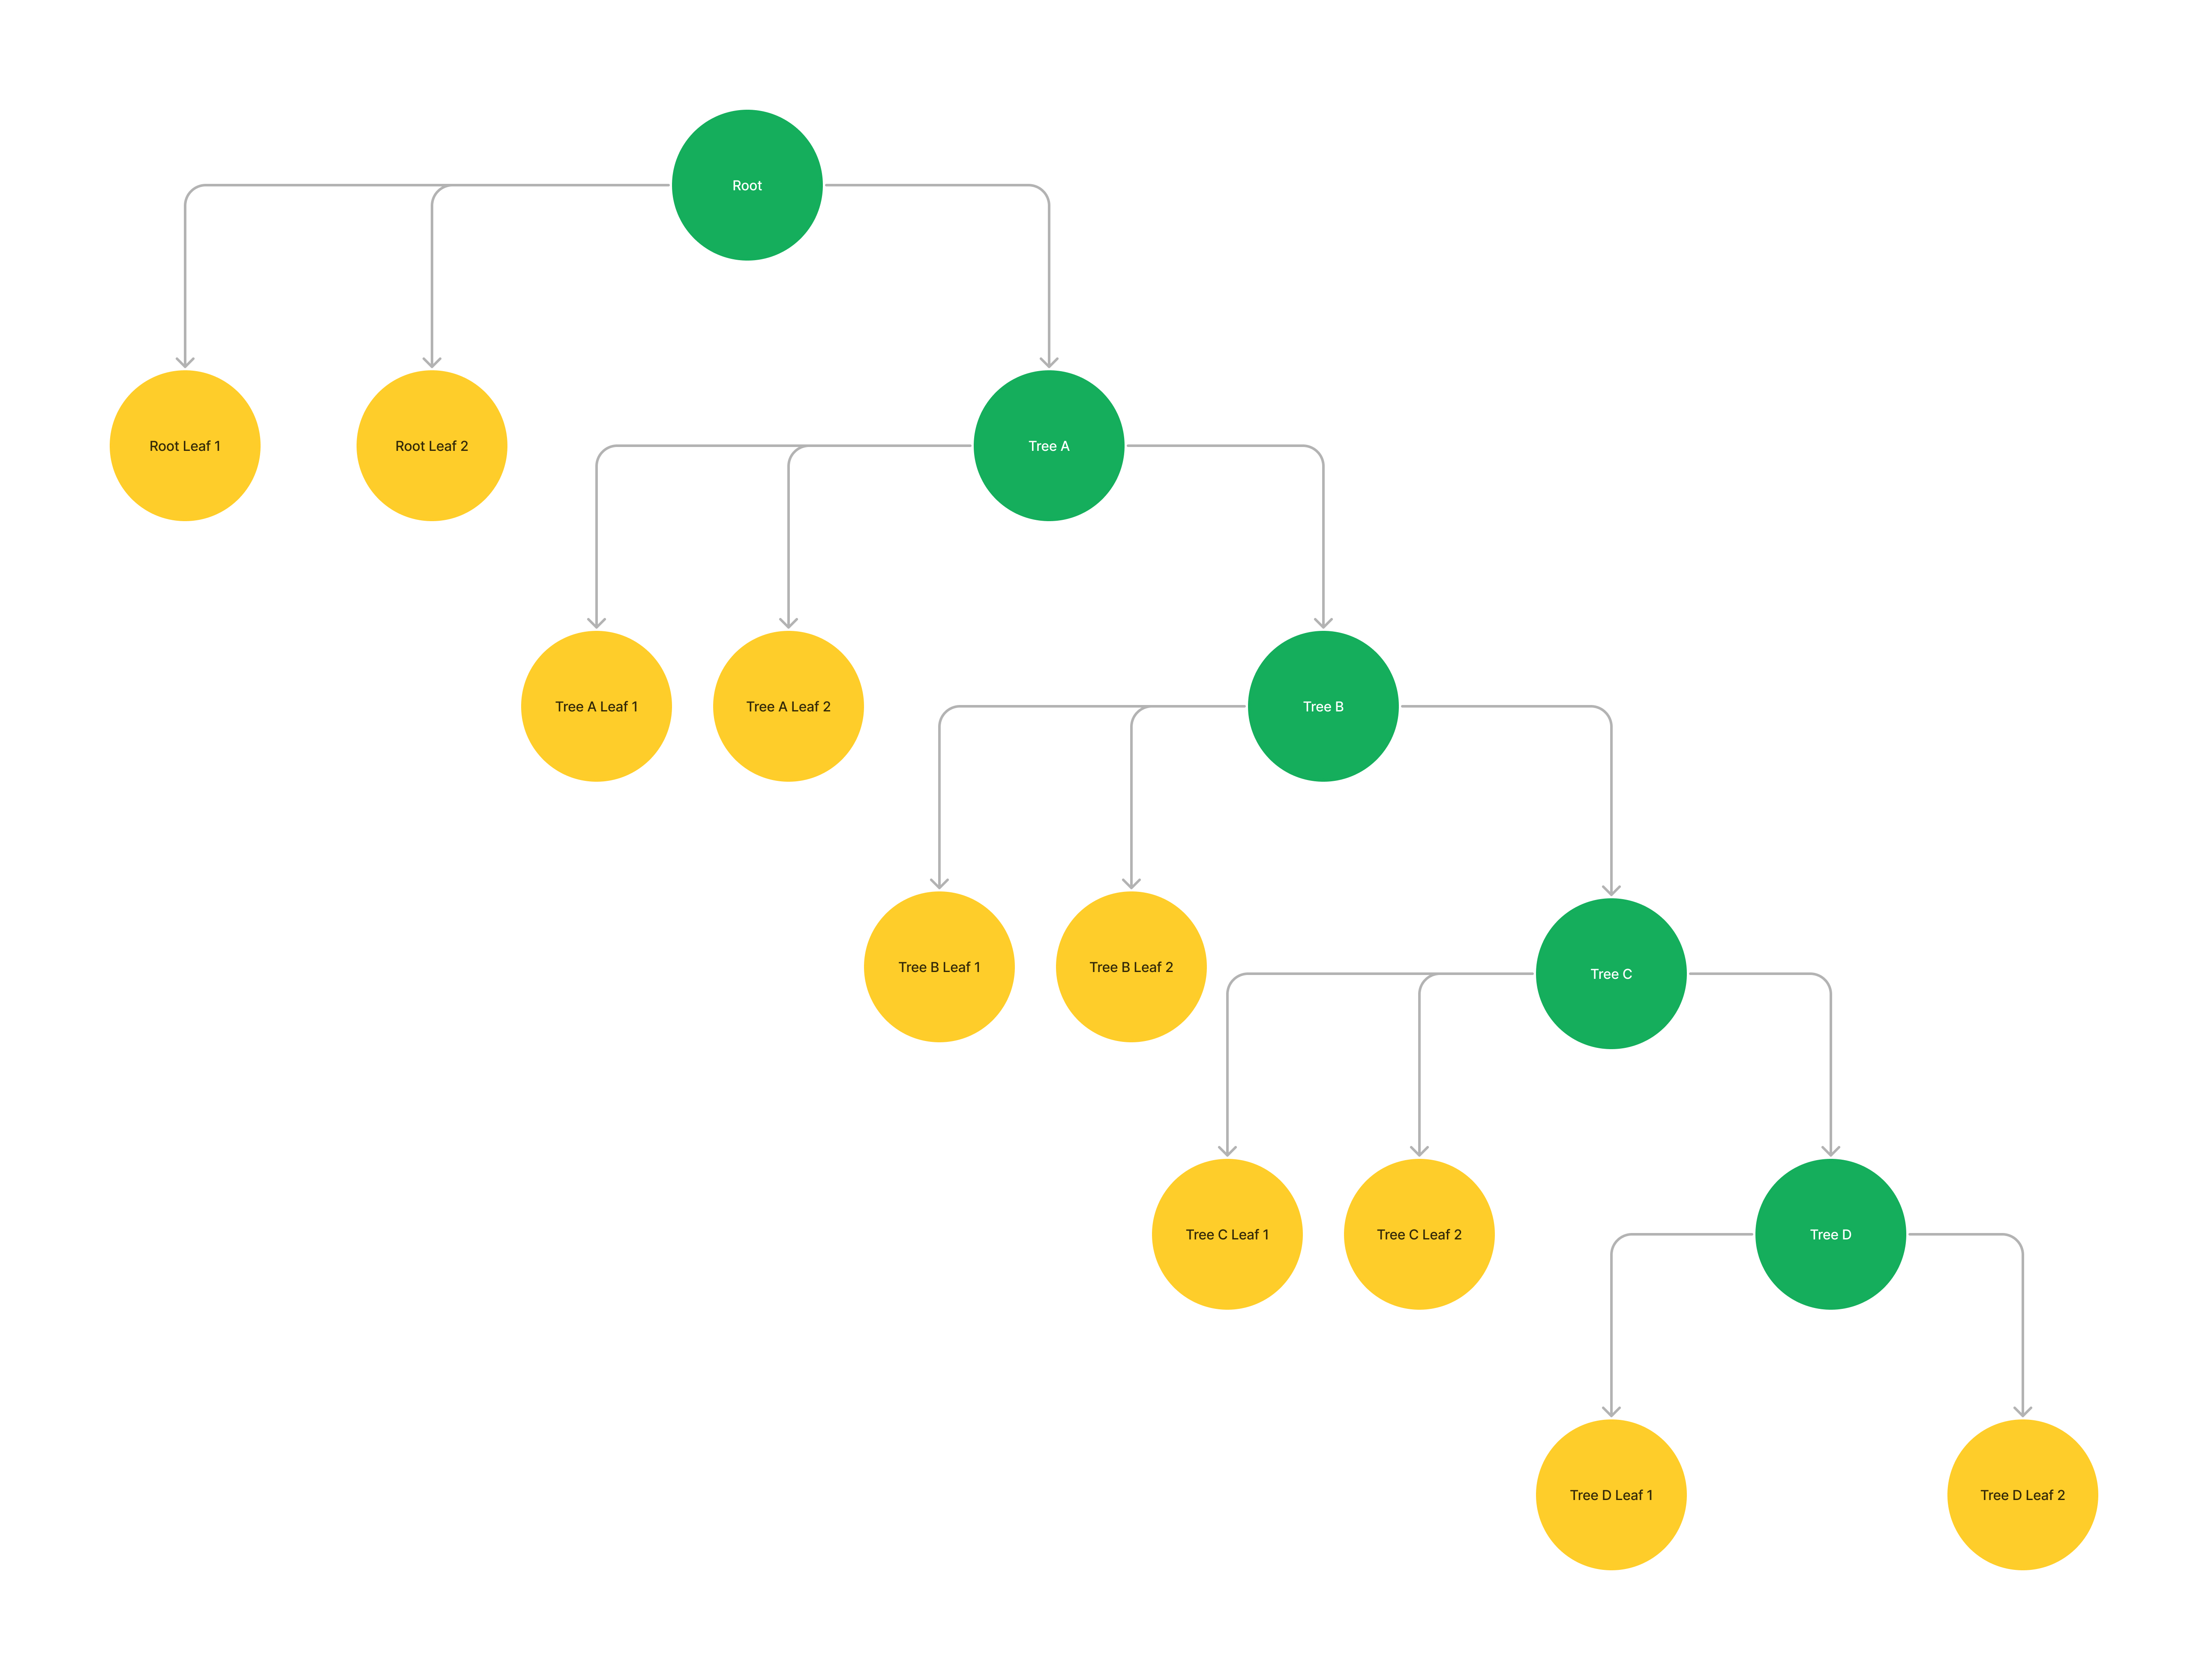 Root
Root Leaf 1
Root Leaf 2
Tree A
Tree A Leaf 1
Tree A Leaf 2
Tree B
Tree B Leaf 1
Tree B Leaf 2
Tree C
Tree C Leaf 1
Tree C Leaf 2
Tree D
Tree D Leaf 1
Tree D Leaf 2